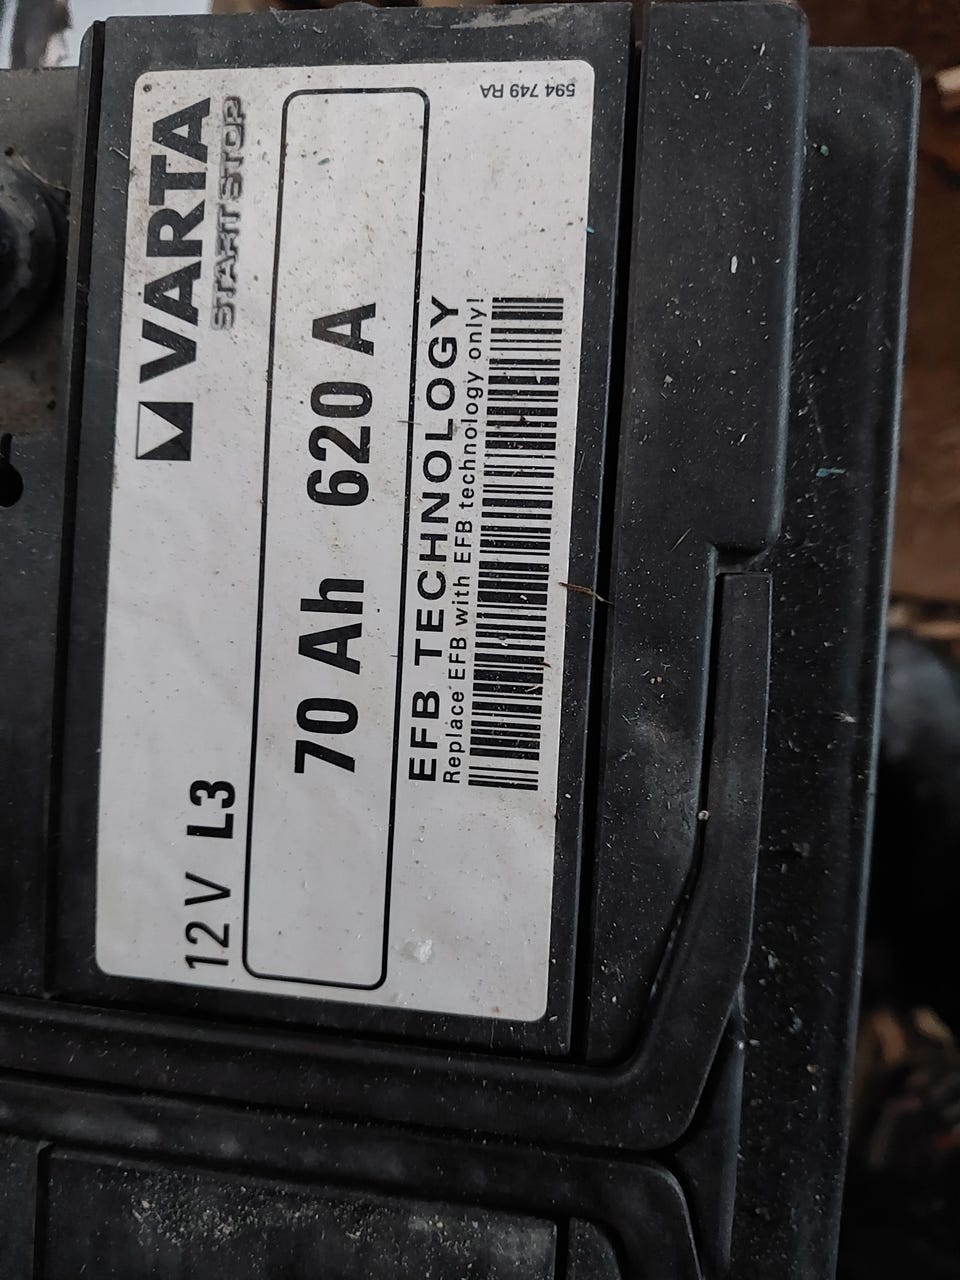 12 V L3
VARTA
START STOP
70 Ah 620 A
EFB TECHNOLOGY
Replace EFB with EFB technology only!
594 749 RA